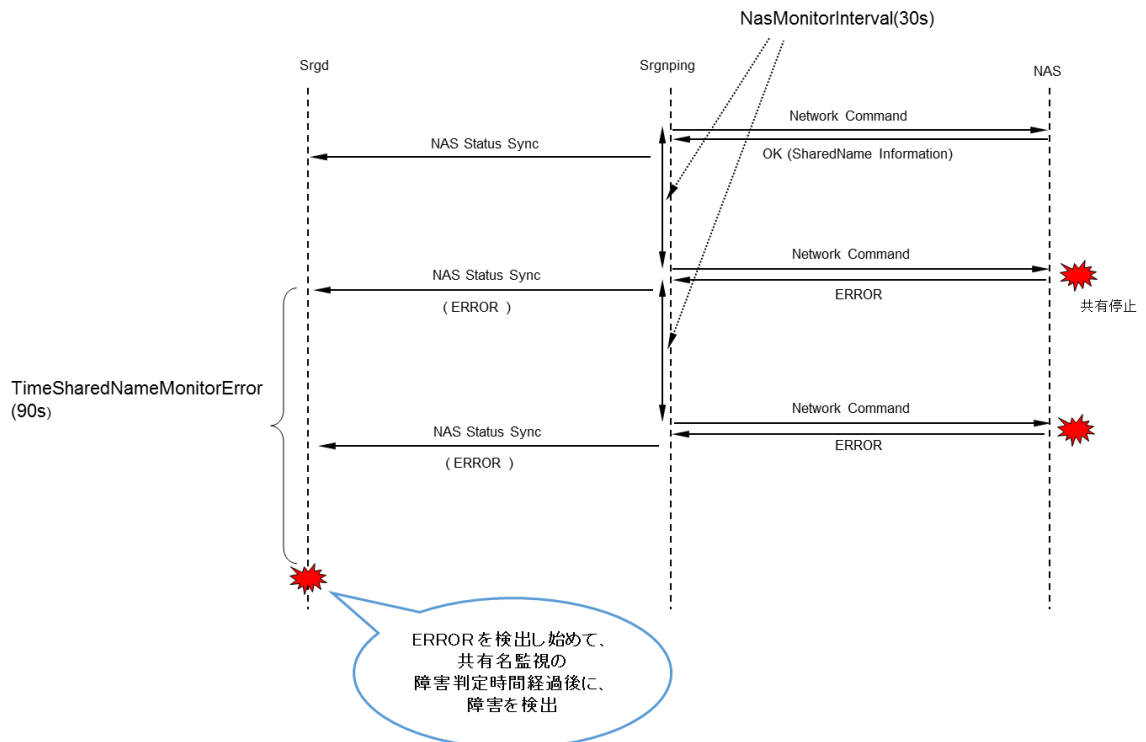 NasMonitorInterval(30s)
Srgd
Srgnping
NAS
Network Command
NAS Status Sync
OK (SharedName Information)
Network Command
NAS Status Sync
( ERROR )
ERROR
共有停止
TimeSharedNameMonitorError
(90s)
Network Command
NAS Status Sync
( ERROR )
ERROR
ERRORを検出し始めて、
共有名監視の
障害判定時間経過後に、
障害を検出